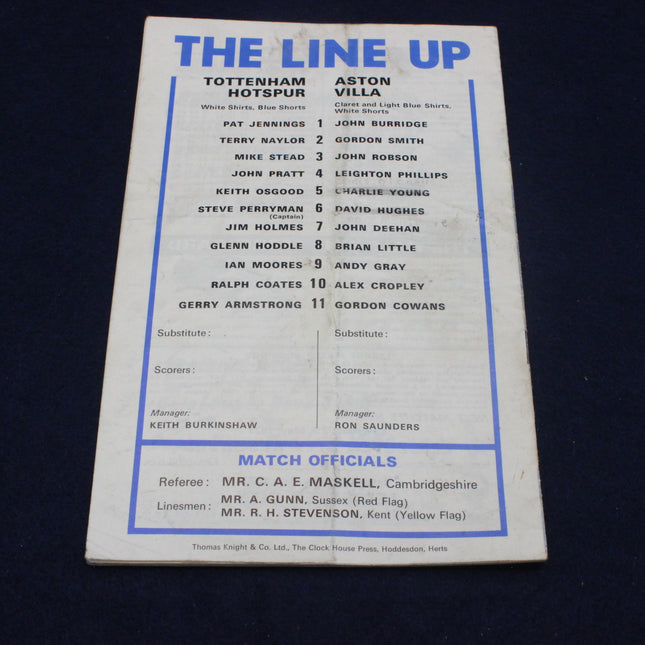 THE LINE UP
TOTTENHAM HOTSPUR
ASTON VILLA
White Shirts, Blue Shorts
Claret and Light Blue Shirts, White Shorts
PAT JENNINGS 1 JOHN BURRIDGE
TERRY NAYLOR 2 GORDON SMITH
MIKE STEAD 3 JOHN ROBSON
JOHN PRATT 4 LEIGHTON PHILLIPS
KEITH OSGOOD 5 CHARLIE YOUNG
STEVE PERRYMAN 6 DAVID HUGHES
(Captain)
JIM HOLMES 7 JOHN DEEHAN
GLENN HODDLE 8 BRIAN LITTLE
IAN MOORES 9 ANDY GRAY
RALPH COATES 10 ALEX CROPLEY
GERRY ARMSTRONG 11 GORDON COWANS
Substitute: Substitute:
Scorers: Scorers:
Manager: Manager:
KEITH BURKINSHAW RON SAUNDERS
MATCH OFFICIALS
Referee: MR. C. A. E. MASKELL, Cambridgeshire
Linesmen: MR. A. GUNN, Sussex (Red Flag)
MR. R. H. STEVENSON, Kent (Yellow Flag)
Thomas Knight & Co. Ltd., The Clock House Press, Hoddesdon, Herts